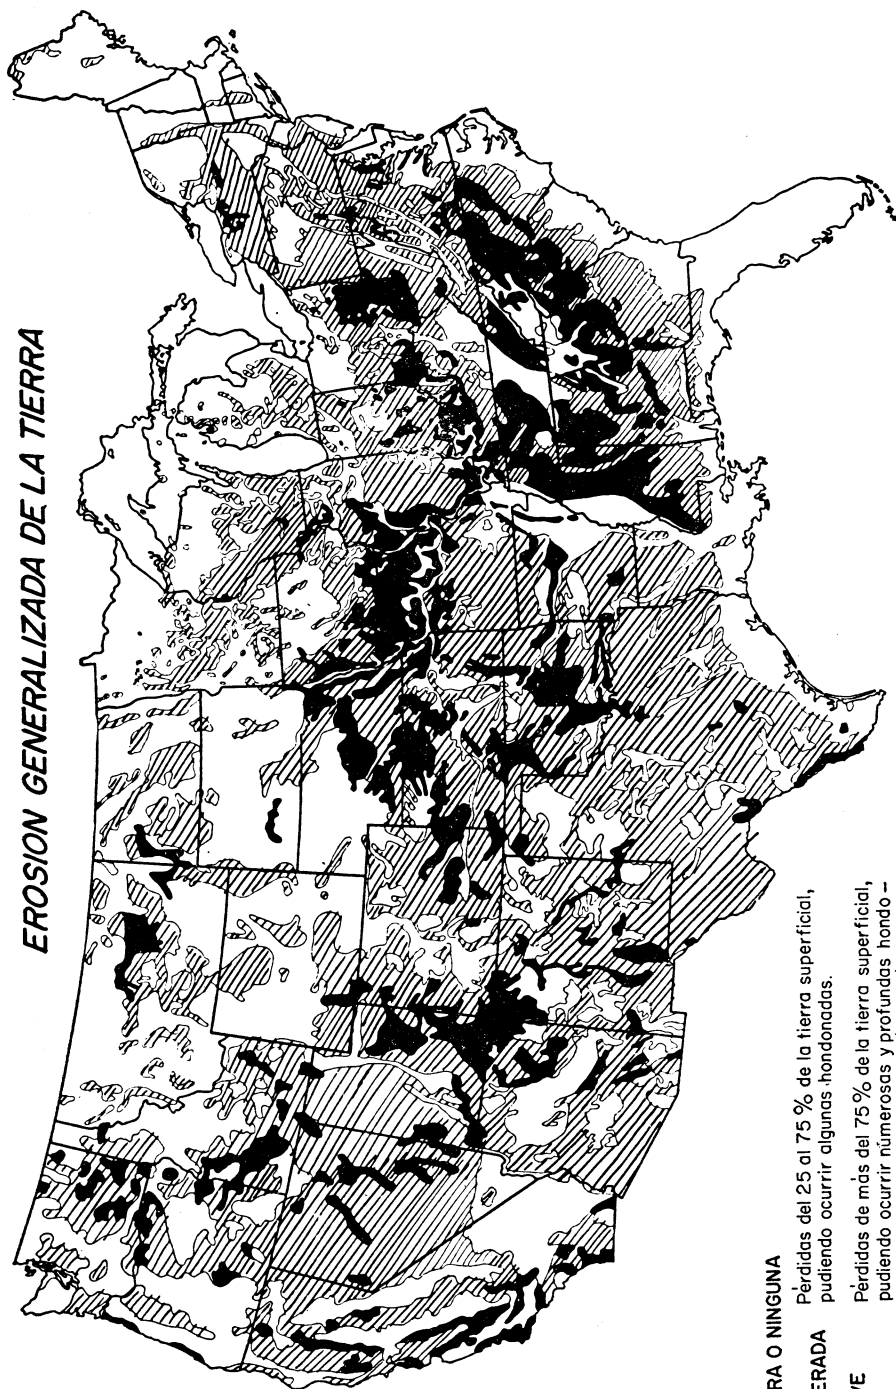 EROSION GENERALIZADA DE LA TIERRA
RA O NINGUNA
ERADA
Pérdidas del 25 al 75 % de la tierra superficial,
pudiendo ocurrir algunas hondonadas.
VE
Pérdidas de más del 75 % de la tierra superficial,
pudiendo ocurrir númerosas y profundas hondo –